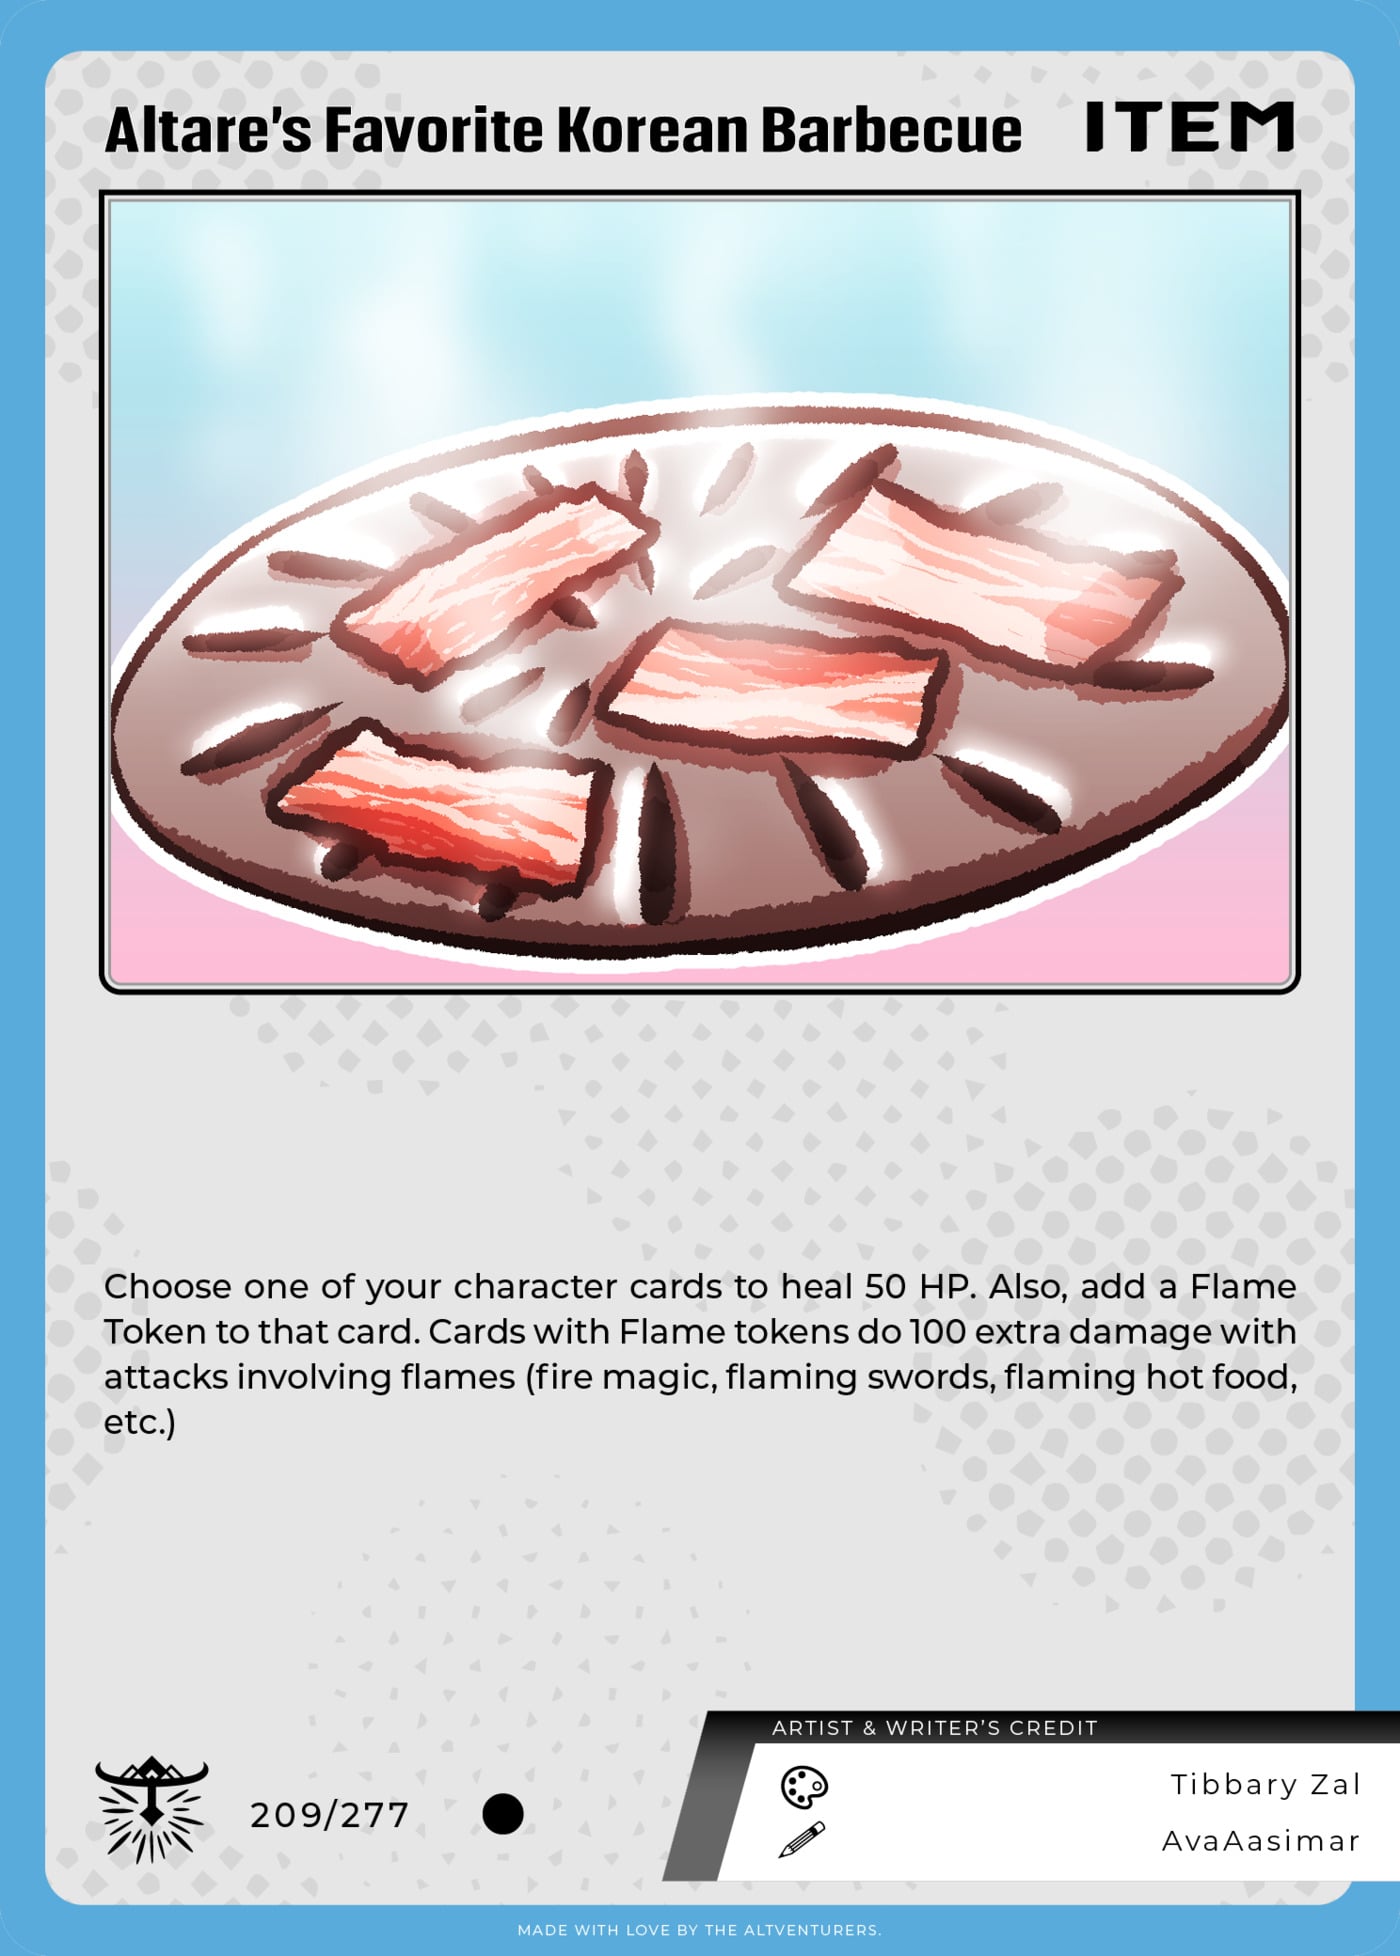 Altare's Favorite Korean Barbecue ITEM
Choose one of your character cards to heal 50 HP. Also, add a Flame
Token to that card. Cards with Flame tokens do 100 extra damage with
attacks involving flames (fire magic, flaming swords, flaming hot food,
etc.)
ARTIST & WRITER'S CREDIT
Tibbary Zal
AvaAasimar
209/277
MADE WITH LOVE BY THE ALTVENTURERS.